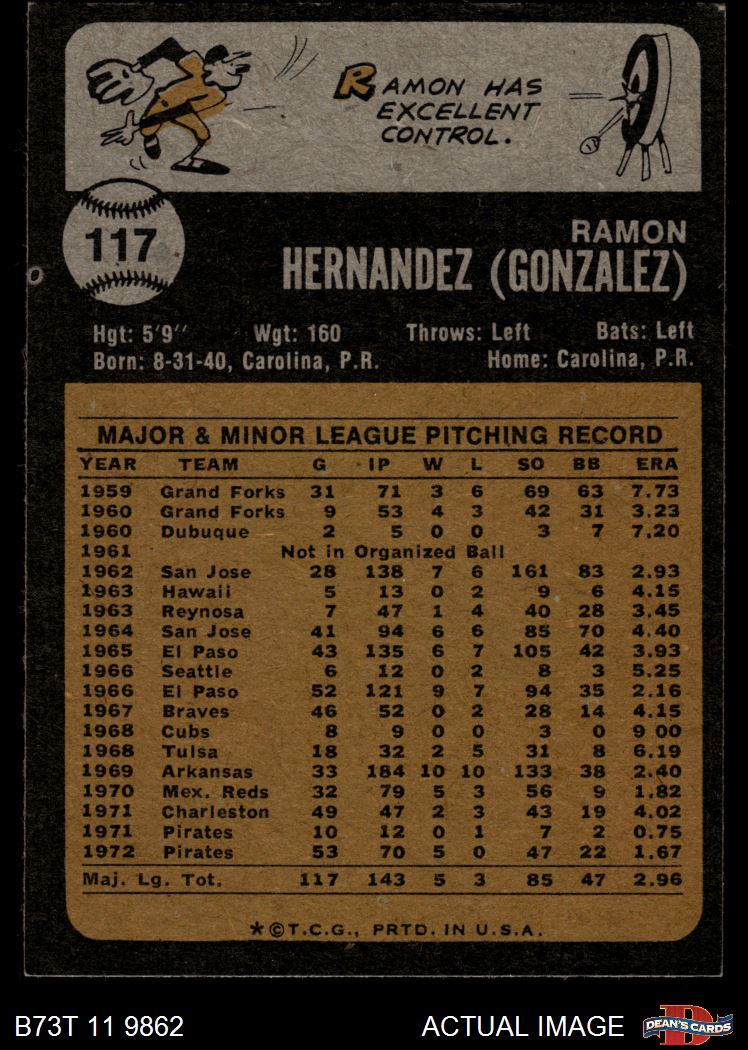 RAMON HAS
EXCELLENT
CONTROL.
117
RAMON
HERNANDEZ (GONZALEZ)
Hgt: 5'9" Wgt: 160 Throws: Left Bats: Left
Born: 8-31-40, Carolina, P.R. Home: Carolina, P.R.
MAJOR & MINOR LEAGUE PITCHING RECORD
YEAR TEAM G IP W L SO BB ERA
1959 Grand Forks 31 71 3 6 69 63 7.73
1960 Grand Forks 9 53 4 3 42 31 3.23
1960 Dubuque 2 5 0 0 3 7 7.20
1961 Not in Organized Ball
1962 San Jose 28 138 7 6 161 83 2.93
1963 Hawaii 5 13 0 2 9 6 4.15
1963 Reynosa 7 47 1 4 40 28 3.45
1964 San Jose 41 94 6 6 85 70 4.40
1965 El Paso 43 135 6 7 105 42 3.93
1966 Seattle 6 12 0 2 8 3 5.25
1966 El Paso 52 121 9 7 94 35 2.16
1967 Braves 46 52 0 2 28 14 4.15
1968 Cubs 8 9 0 0 3 0 9 00
1968 Tulsa 18 32 2 5 31 8 6.19
1969 Arkansas 33 184 10 10 133 38 2.40
1970 Mex. Reds 32 79 5 3 56 9 1.82
1971 Charleston 49 47 2 3 43 19 4.02
1971 Pirates 10 12 0 1 7 2 0.75
1972 Pirates 53 70 5 0 47 22 1.67
Maj. Lg. Tot. 117 143 5 3 85 47 2.96
*©T.C.G., PRTD. IN U.S.A.
B73T 11 9862 ACTUAL IMAGE DEAN'S CARDS